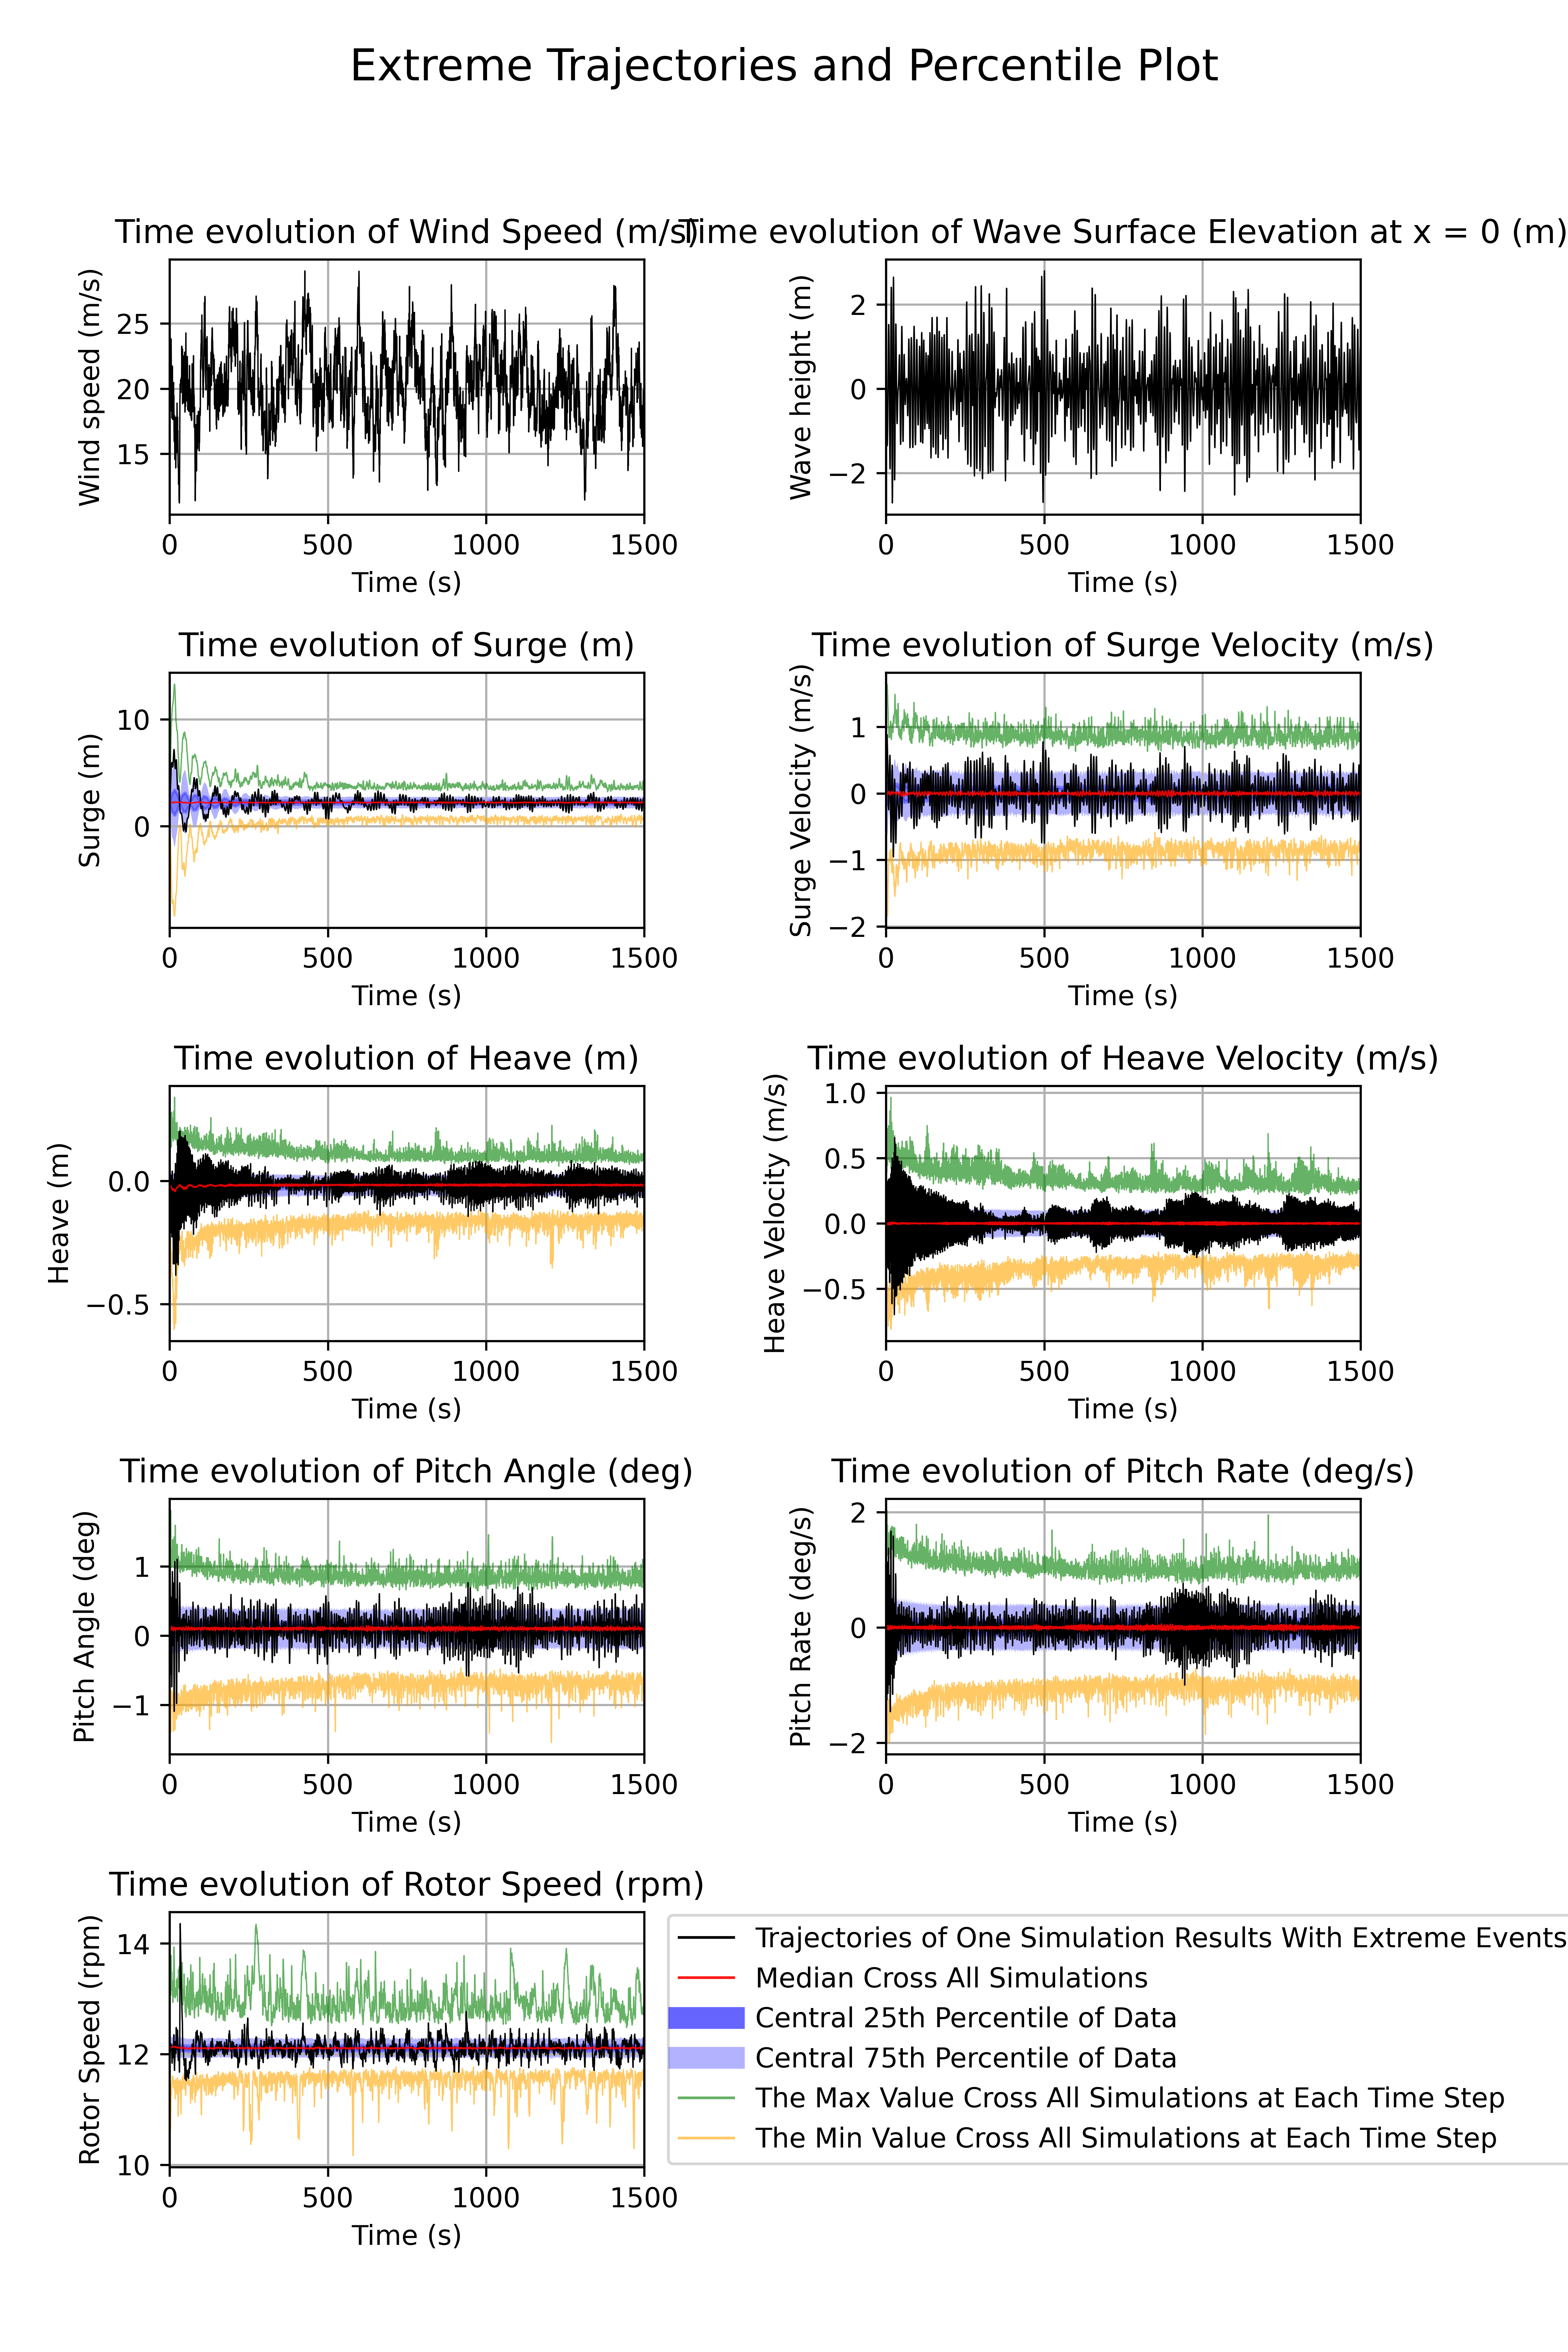 Extreme Trajectories and Percentile Plot
Time evolution of Wind Speed (m/s)
Wind speed (m/s)
25
20
15
0 500 1000 1500
Time (s)
Time evolution of Wave Surface Elevation at x = 0 (m)
Wave height (m)
2
0
−2
0 500 1000 1500
Time (s)
Time evolution of Surge (m)
Surge (m)
10
0
0 500 1000 1500
Time (s)
Time evolution of Surge Velocity (m/s)
Surge Velocity (m/s)
1
0
−1
−2
0 500 1000 1500
Time (s)
Time evolution of Heave (m)
Heave (m)
0.0
−0.5
0 500 1000 1500
Time (s)
Time evolution of Heave Velocity (m/s)
Heave Velocity (m/s)
1.0
0.5
0.0
−0.5
0 500 1000 1500
Time (s)
Time evolution of Pitch Angle (deg)
Pitch Angle (deg)
1
0
−1
0 500 1000 1500
Time (s)
Time evolution of Pitch Rate (deg/s)
Pitch Rate (deg/s)
2
0
−2
0 500 1000 1500
Time (s)
Time evolution of Rotor Speed (rpm)
Rotor Speed (rpm)
14
12
10
0 500 1000 1500
Time (s)
Trajectories of One Simulation Results With Extreme Events
Median Cross All Simulations
Central 25th Percentile of Data
Central 75th Percentile of Data
The Max Value Cross All Simulations at Each Time Step
The Min Value Cross All Simulations at Each Time Step